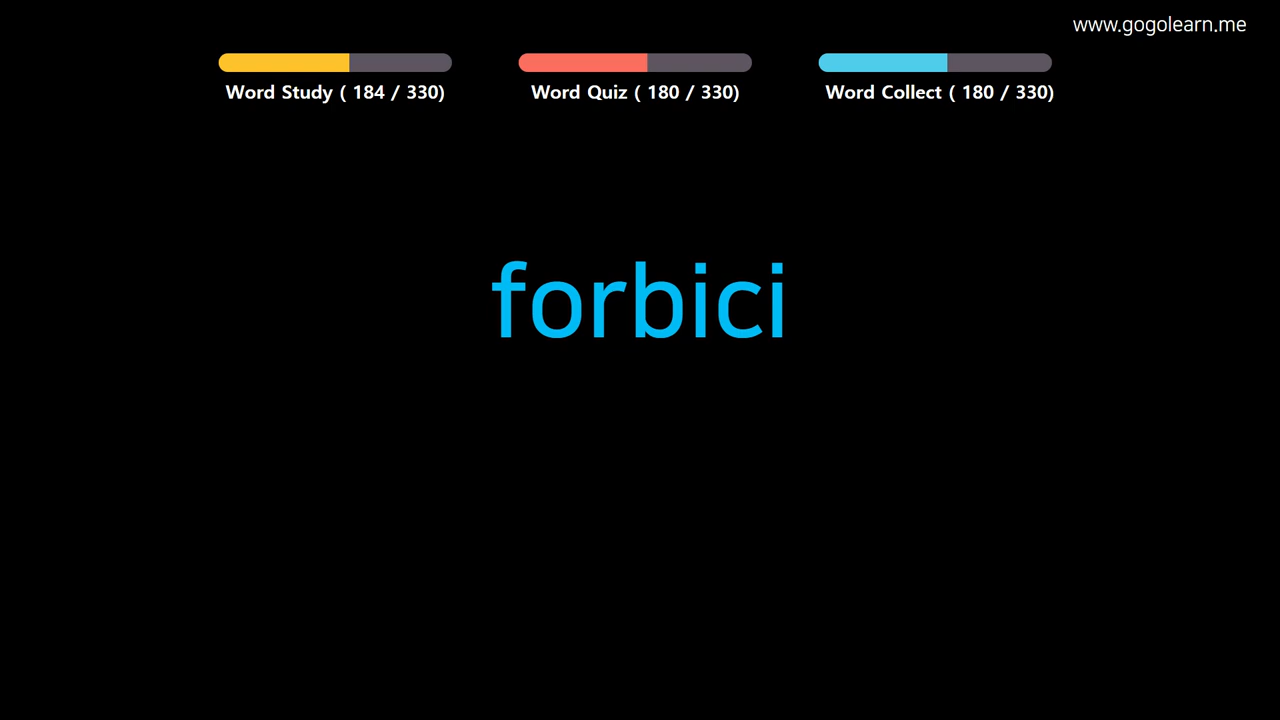 www.gogolearn.me
Word Study ( 184 / 330)
Word Quiz ( 180 / 330)
Word Collect ( 180 / 330)
forbici